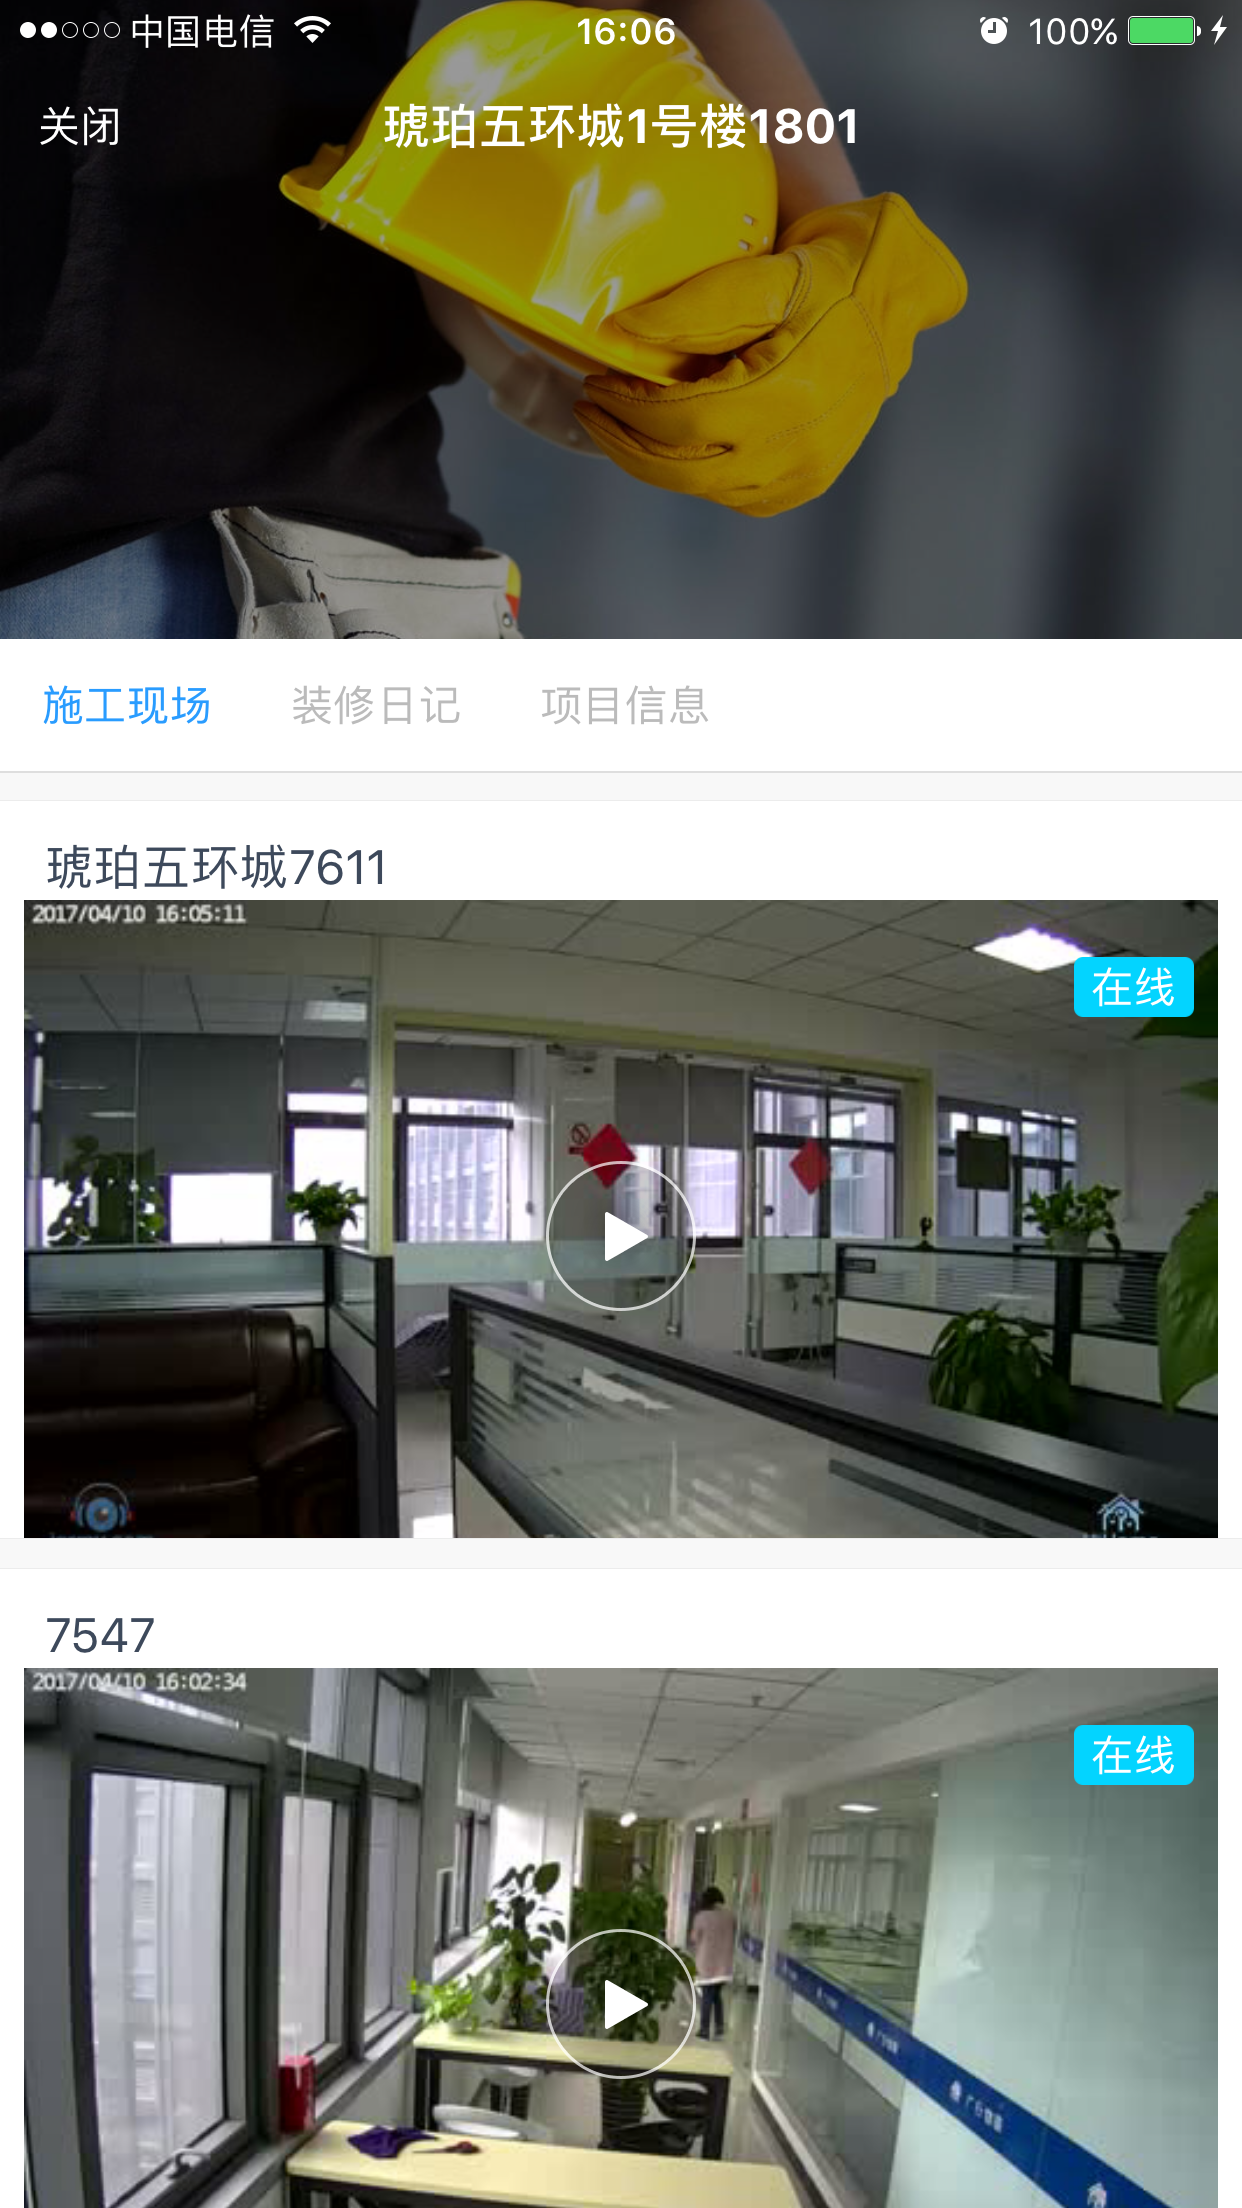 中国电信
16:06
100%
关闭
琥珀五环城1号楼1801
施工现场
装修日记
项目信息
琥珀五环城7611
2017/04/10 16:05:11
在线
7547
2017/04/10 16:02:34
在线